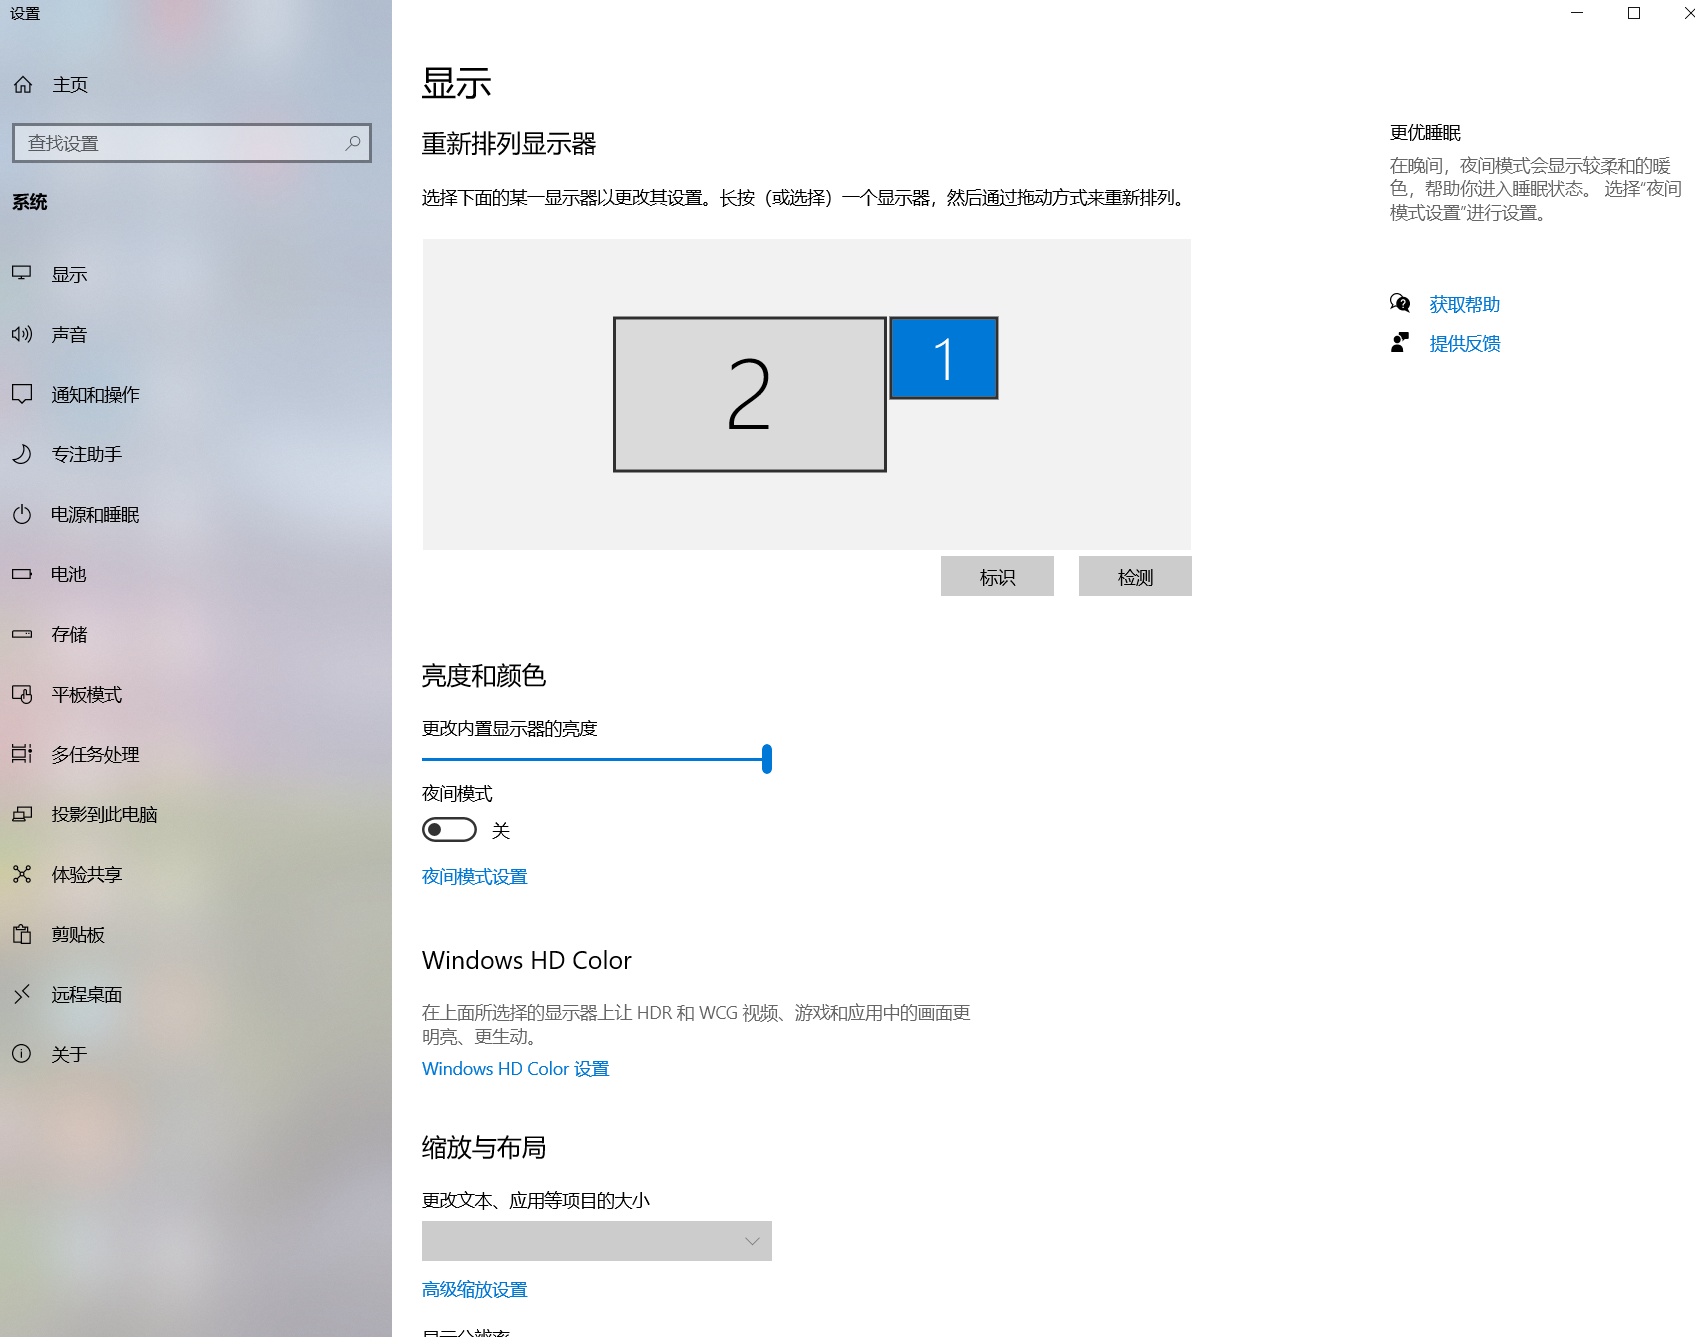 设置
主页
查找设置
系统
显示
声音
通知和操作
专注助手
电源和睡眠
电池
存储
平板模式
多任务处理
投影到此电脑
体验共享
剪贴板
远程桌面
关于
显示
重新排列显示器
选择下面的某一显示器以更改其设置。长按（或选择）一个显示器，然后通过拖动方式来重新排列。
2
1
标识
检测
亮度和颜色
更改内置显示器的亮度
夜间模式
关
夜间模式设置
Windows HD Color
在上面所选择的显示器上让 HDR 和 WCG 视频、游戏和应用中的画面更
明亮、更生动。
Windows HD Color 设置
缩放与布局
更改文本、应用等项目的大小
高级缩放设置
显示分辨率
更优睡眠
在晚间，夜间模式会显示较柔和的暖
色，帮助你进入睡眠状态。 选择“夜间
模式设置”进行设置。
获取帮助
提供反馈